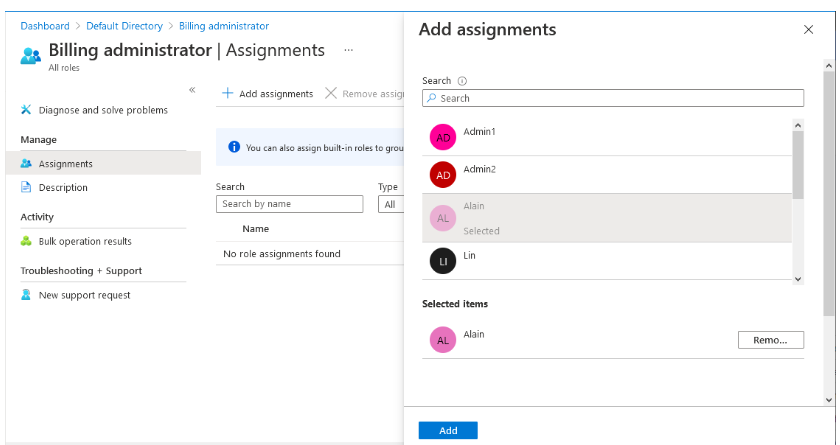 Dashboard > Default Directory > Billing administrator
Billing administrator | Assignments ...
All roles
«
Diagnose and solve problems
Manage
Assignments
Description
Activity
Bulk operation results
Troubleshooting + Support
New support request
+ Add assignments
Remove assig
You can also assign built-in roles to grou
Search
Type
Search by name
All
Name
No role assignments found
Add assignments
Search
Search
AD Admin1
AD Admin2
AL Alain
Selected
LI Lin
Selected items
AL Alain
Remo...
Add